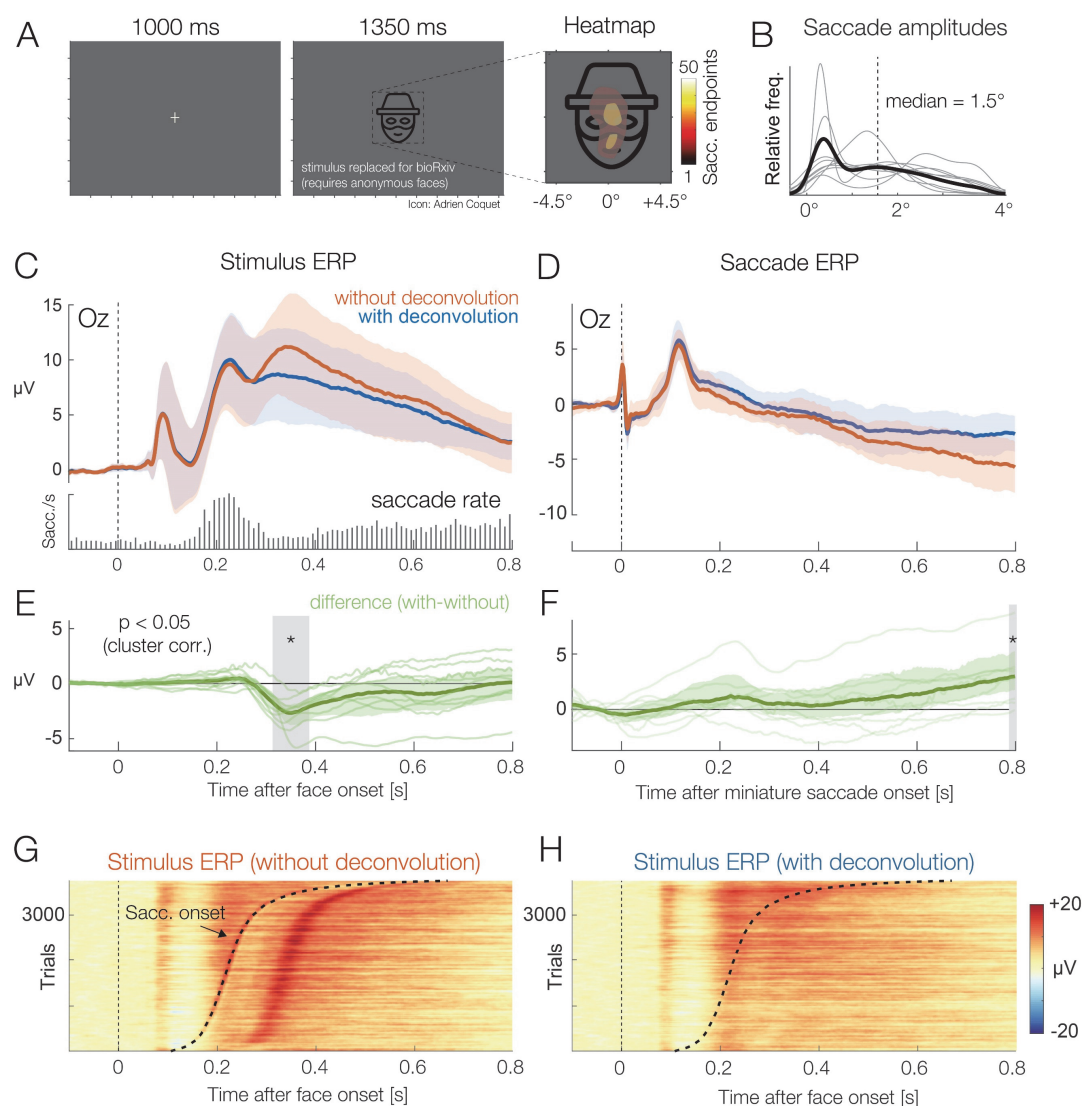 A
1000 ms
1350 ms
stimulus replaced for bioRxiv
(requires anonymous faces)
Icon: Adrien Coquet
Heatmap
-4.5° 0° +4.5°
50
1
Sacc. endpoints
B
Saccade amplitudes
Relative freq.
median = 1.5°
0° 2° 4°
C
Stimulus ERP
without deconvolution
with deconvolution
Oz
15
10
5
0
µV
Sacc./s
saccade rate
0 0.2 0.4 0.6 0.8
D
Saccade ERP
Oz
5
0
-5
-10
0 0.2 0.4 0.6 0.8
E
difference (with-without)
p < 0.05
(cluster corr.)
*
5
µV
0
-5
0 0.2 0.4 0.6 0.8
Time after face onset [s]
F
*
5
0
0 0.2 0.4 0.6 0.8
Time after miniature saccade onset [s]
G
Stimulus ERP (without deconvolution)
Sacc. onset
3000
Trials
0 0.2 0.4 0.6 0.8
Time after face onset [s]
H
Stimulus ERP (with deconvolution)
3000
Trials
0 0.2 0.4 0.6 0.8
Time after face onset [s]
+20
µV
-20